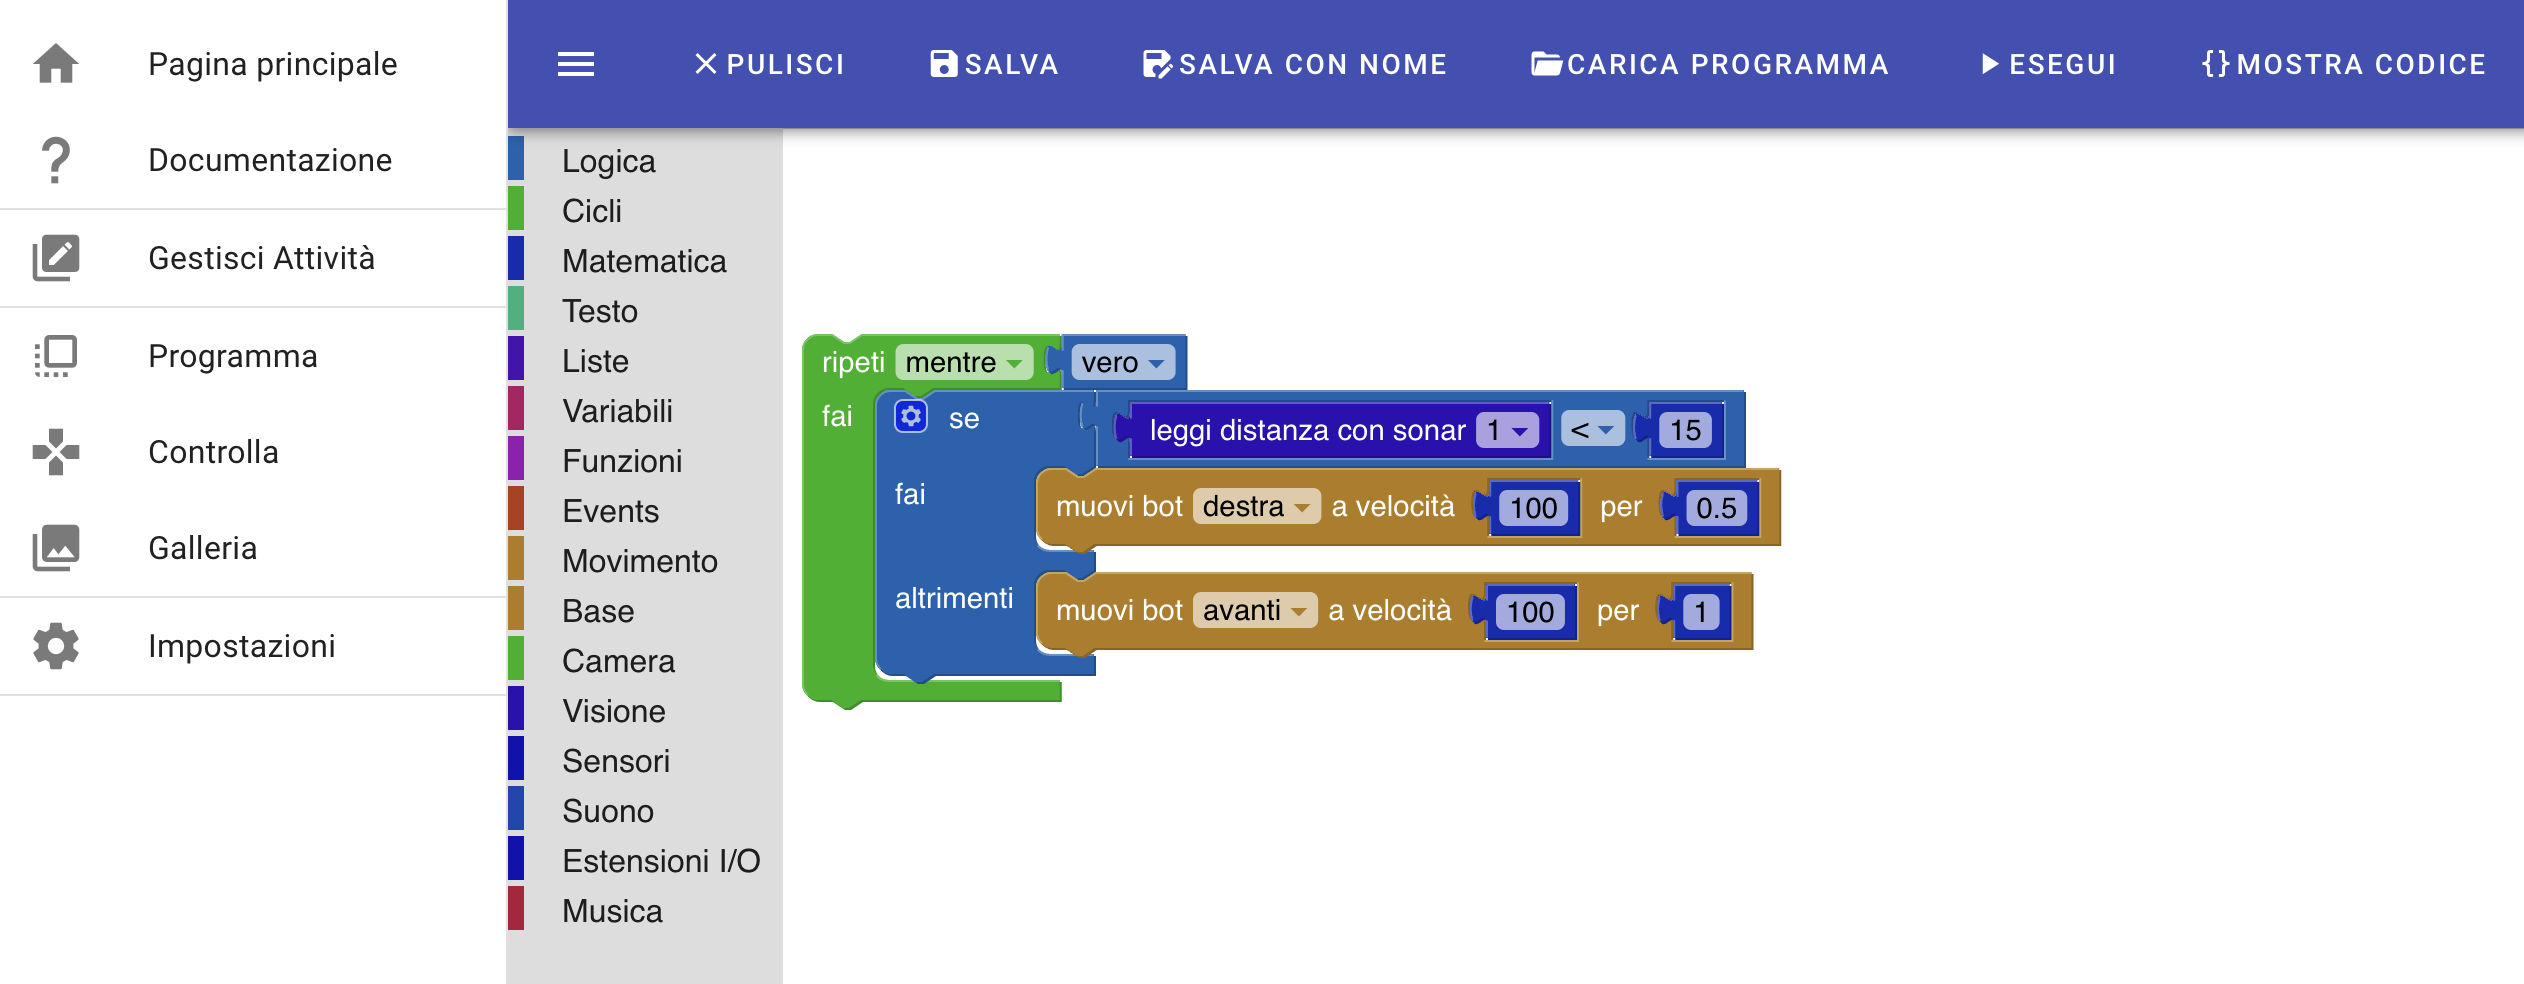 Pagina principale
Documentazione
Gestisci Attività
Programma
Controlla
Galleria
Impostazioni
PULISCI SALVA SALVA CON NOME CARICA PROGRAMMA ESEGUI {} MOSTRA CODICE
Logica
Cicli
Matematica
Testo
Liste
Variabili
Funzioni
Events
Movimento
Base
Camera
Visione
Sensori
Suono
Estensioni I/O
Musica
ripeti mentre vero
fai se leggi distanza con sonar 1 < 15
fai muovi bot destra a velocità 100 per 0.5
altrimenti muovi bot avanti a velocità 100 per 1